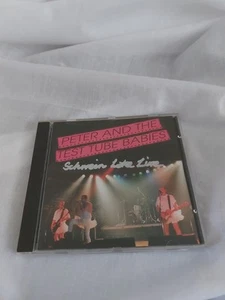 PETER AND THE
TEST TUBE BABIES
Schwein Lake Live